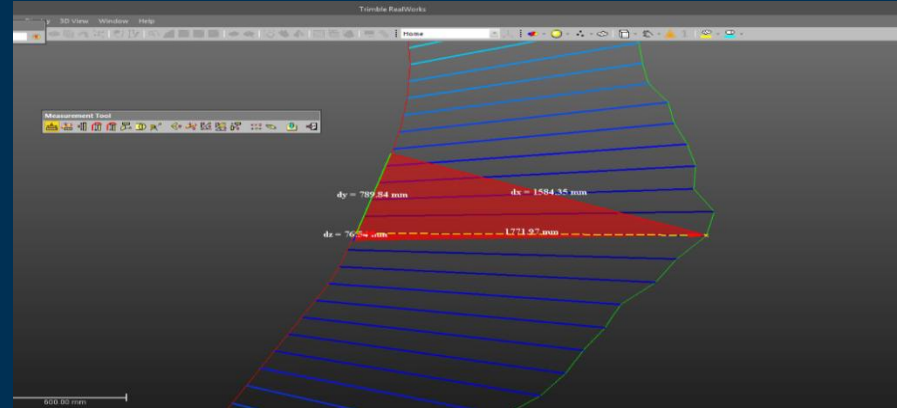 Trimble RealWorks
3D View Window Help
Home
Measurement Tool
dy = 789.84 mm
dx = 1584.35 mm
1771.97 mm
600.00 mm